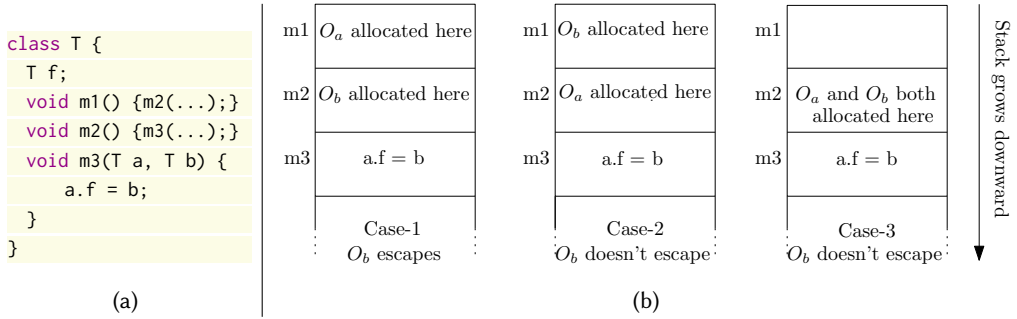 class T {
T f;
void m1() {m2(...);}
void m2() {m3(...);}
void m3(T a, T b) {
a.f = b;
}
}
(a)
m1 O_a allocated here
m2 O_b allocated here
m3 a.f = b
Case-1
O_b escapes
m1 O_b allocated here
m2 O_a allocated here
m3 a.f = b
Case-2
O_b doesn't escape
m1
m2 O_a and O_b both
allocated here
m3 a.f = b
Case-3
O_b doesn't escape
Stack grows downward
(b)